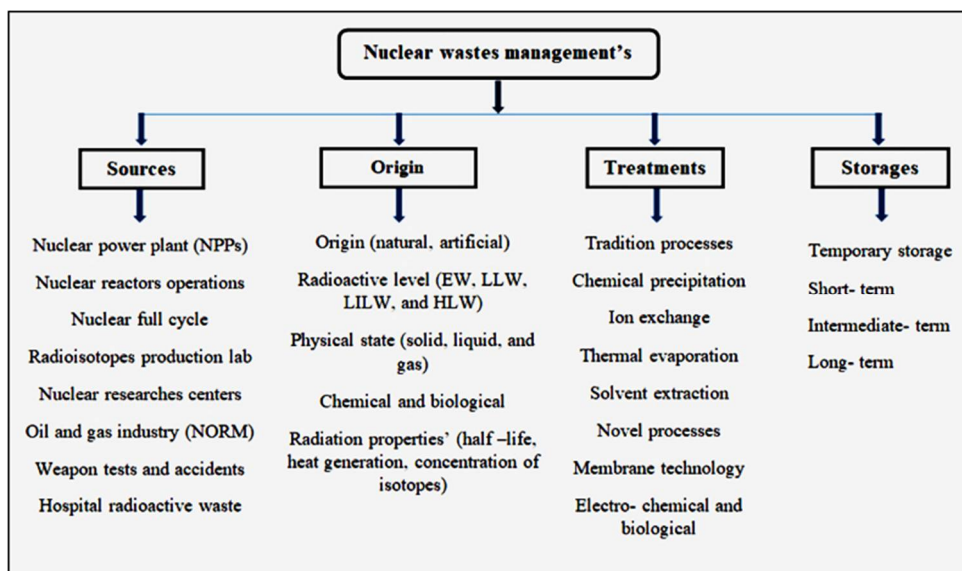 Nuclear wastes management’s
Sources
Nuclear power plant (NPPs)
Nuclear reactors operations
Nuclear full cycle
Radioisotopes production lab
Nuclear researches centers
Oil and gas industry (NORM)
Weapon tests and accidents
Hospital radioactive waste
Origin
Origin (natural, artificial)
Radioactive level (EW, LLW,
LILW, and HLW)
Physical state (solid, liquid, and
gas)
Chemical and biological
Radiation properties’ (half –life,
heat generation, concentration of
isotopes)
Treatments
Tradition processes
Chemical precipitation
Ion exchange
Thermal evaporation
Solvent extraction
Novel processes
Membrane technology
Electro- chemical and
biological
Storages
Temporary storage
Short- term
Intermediate- term
Long- term